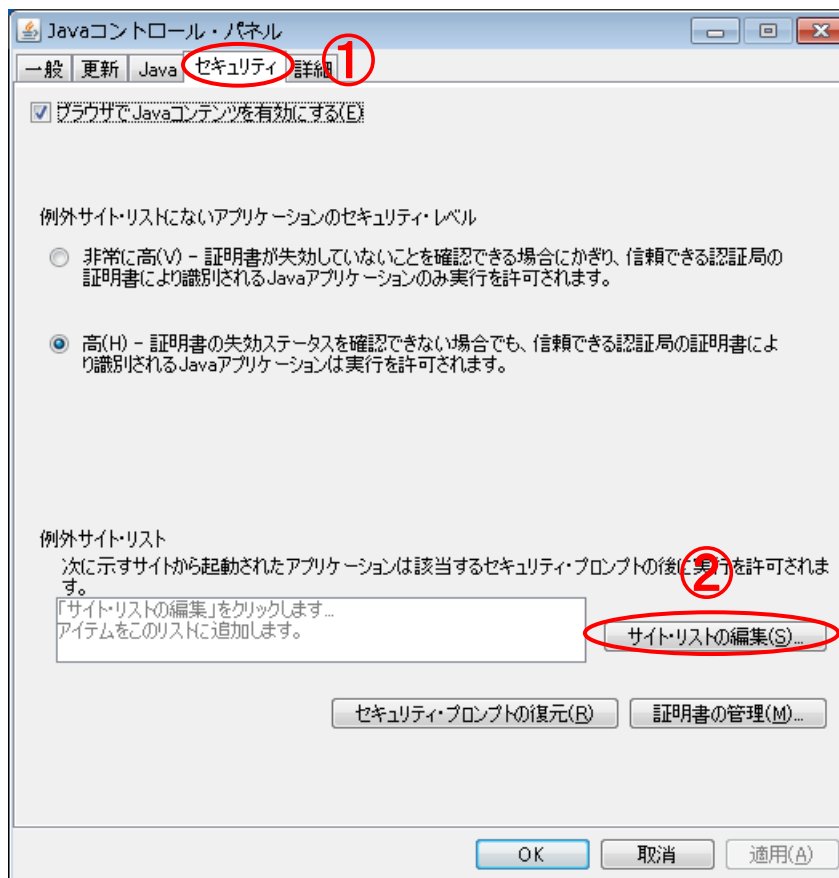 Javaコントロール・パネル
一般 更新 Java セキュリティ 詳細 ①
ブラウザでJavaコンテンツを有効にする(E)
例外サイト・リストにないアプリケーションのセキュリティ・レベル
非常に高(V) - 証明書が失効していないことを確認できる場合にかぎり、信頼できる認証局の
証明書により識別されるJavaアプリケーションのみ実行を許可されます。
高(H) - 証明書の失効ステータスを確認できない場合でも、信頼できる認証局の証明書によ
り識別されるJavaアプリケーションは実行を許可されます。
例外サイト・リスト
次に示すサイトから起動されたアプリケーションは該当するセキュリティ・プロンプトの後に実行を許可されま
す。
②
「サイト・リストの編集」をクリックします...
アイテムをこのリストに追加します。
サイト・リストの編集(S)...
セキュリティ・プロンプトの復元(R) 証明書の管理(M)...
OK 取消 適用(A)